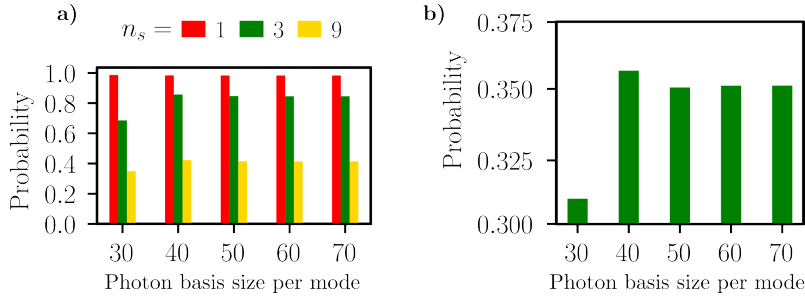 a)
n_s = 1 3 9
Probability
1.0
0.8
0.6
0.4
0.2
0.0
30 40 50 60 70
Photon basis size per mode
b)
Probability
0.375
0.350
0.325
0.300
30 40 50 60 70
Photon basis size per mode